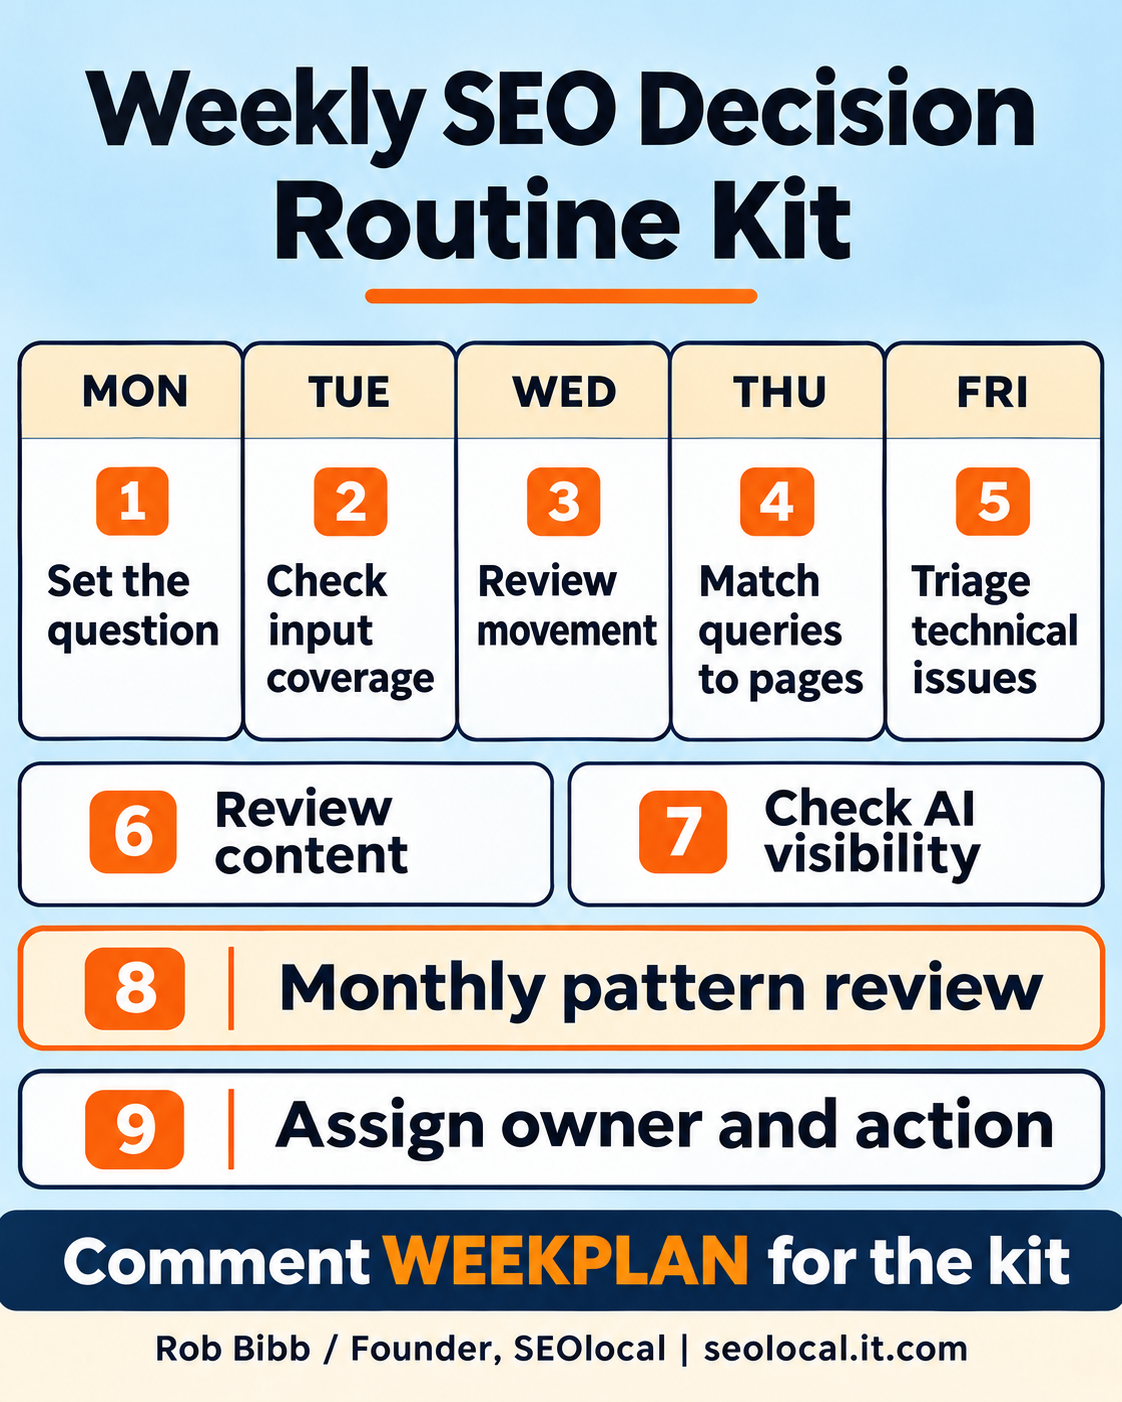 Weekly SEO Decision
Routine Kit
MON
1
Set the
question
TUE
2
Check
input
coverage
WED
3
Review
movement
THU
4
Match
queries
to pages
FRI
5
Triage
technical
issues
6
Review
content
7
Check AI
visibility
8
Monthly pattern review
9
Assign owner and action
Comment WEEKPLAN for the kit
Rob Bibb / Founder, SEOlocal | seolocal.it.com